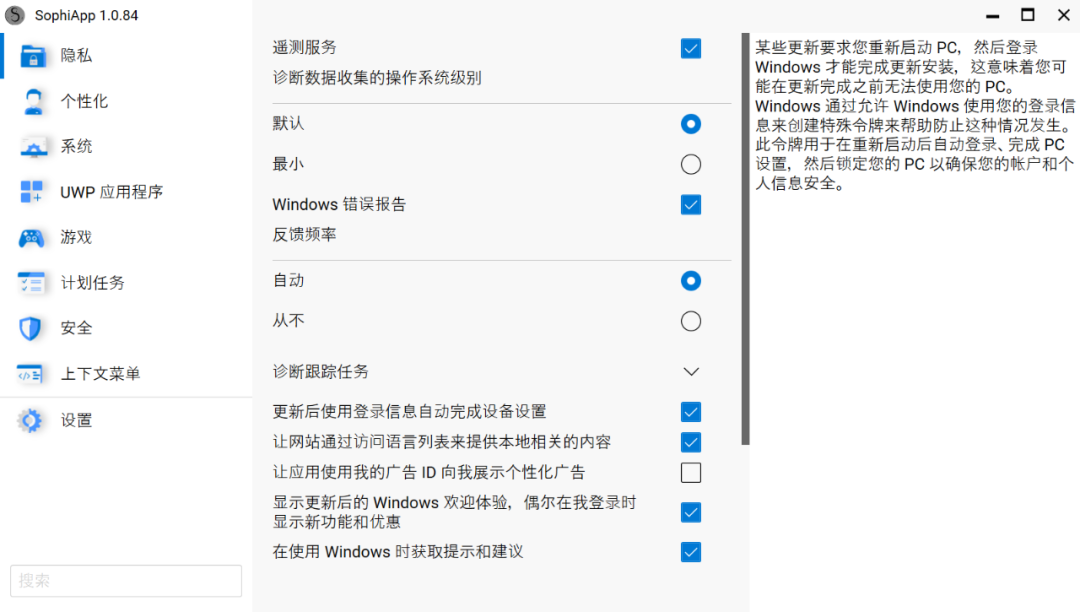 SophiApp 1.0.84
隐私
个性化
系统
UWP 应用程序
游戏
计划任务
安全
上下文菜单
设置
搜索
遥测服务
诊断数据收集的操作系统级别
默认
最小
Windows 错误报告
反馈频率
自动
从不
诊断跟踪任务
更新后使用登录信息自动完成设备设置
让网站通过访问语言列表来提供本地相关的内容
让应用使用我的广告 ID 向我展示个性化广告
显示更新后的 Windows 欢迎体验，偶尔在我登录时
显示新功能和优惠
在使用 Windows 时获取提示和建议
某些更新要求您重新启动 PC，然后登录
Windows 才能完成更新安装，这意味着您可
能在更新完成之前无法使用您的 PC。
Windows 通过允许 Windows 使用您的登录信
息来创建特殊令牌来帮助防止这种情况发生。
此令牌用于在重新启动后自动登录、完成 PC
设置，然后锁定您的 PC 以确保您的帐户和个
人信息安全。